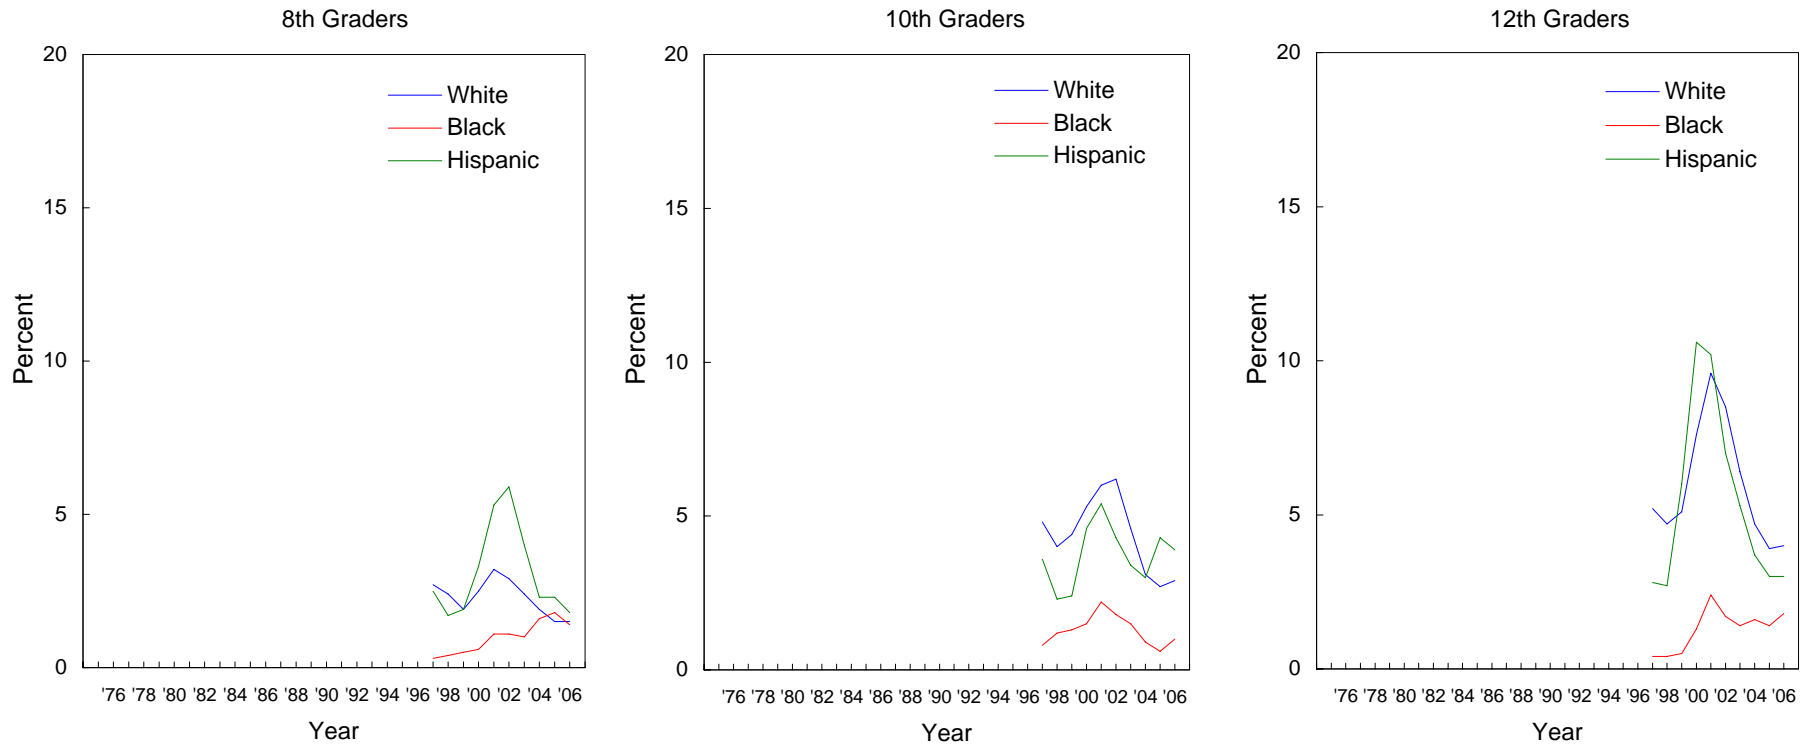 8th Graders
20
15
10
5
0
Percent
White
Black
Hispanic
'76 '78 '80 '82 '84 '86 '88 '90 '92 '94 '96 '98 '00 '02 '04 '06
Year
10th Graders
20
15
10
5
0
Percent
White
Black
Hispanic
'76 '78 '80 '82 '84 '86 '88 '90 '92 '94 '96 '98 '00 '02 '04 '06
Year
12th Graders
20
15
10
5
0
Percent
White
Black
Hispanic
'76 '78 '80 '82 '84 '86 '88 '90 '92 '94 '96 '98 '00 '02 '04 '06
Year